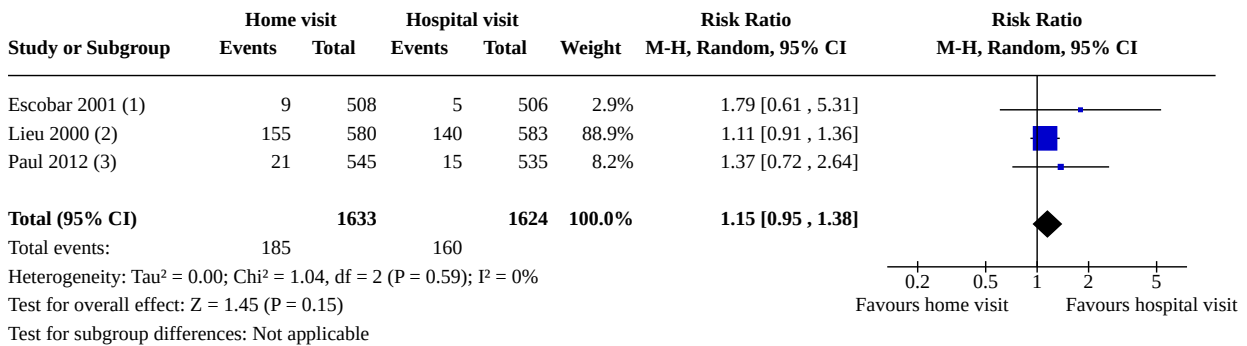 Home visit Hospital visit Risk Ratio Risk Ratio
Study or Subgroup Events Total Events Total Weight M-H, Random, 95% CI M-H, Random, 95% CI
Escobar 2001 (1) 9 508 5 506 2.9% 1.79 [0.61 , 5.31]
Lieu 2000 (2) 155 580 140 583 88.9% 1.11 [0.91 , 1.36]
Paul 2012 (3) 21 545 15 535 8.2% 1.37 [0.72 , 2.64]
Total (95% CI) 1633 1624 100.0% 1.15 [0.95 , 1.38]
Total events: 185 160
Heterogeneity: Tau² = 0.00; Chi² = 1.04, df = 2 (P = 0.59); I² = 0%
0.2 0.5 1 2 5
Test for overall effect: Z = 1.45 (P = 0.15) Favours home visit Favours hospital visit
Test for subgroup differences: Not applicable